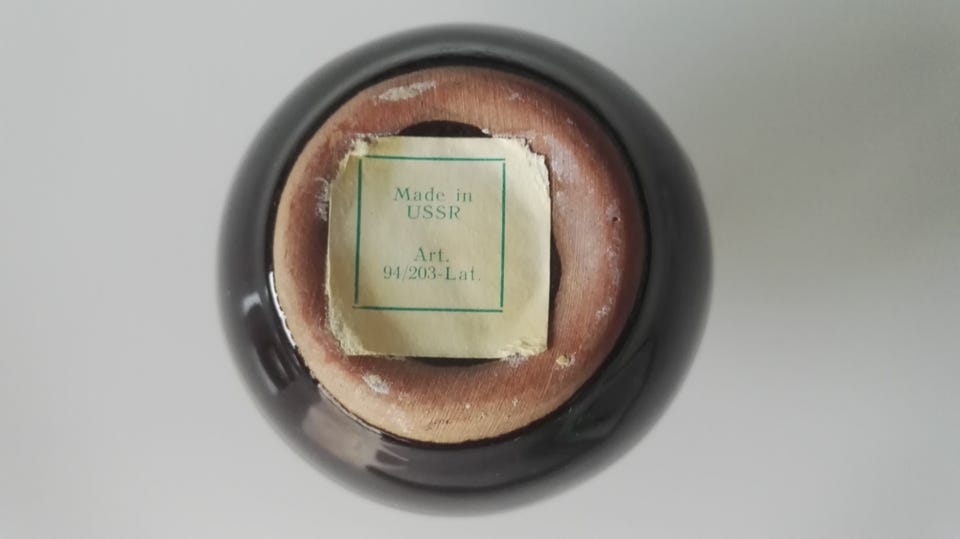 Made in
USSR
Art.
94/203-Lat.